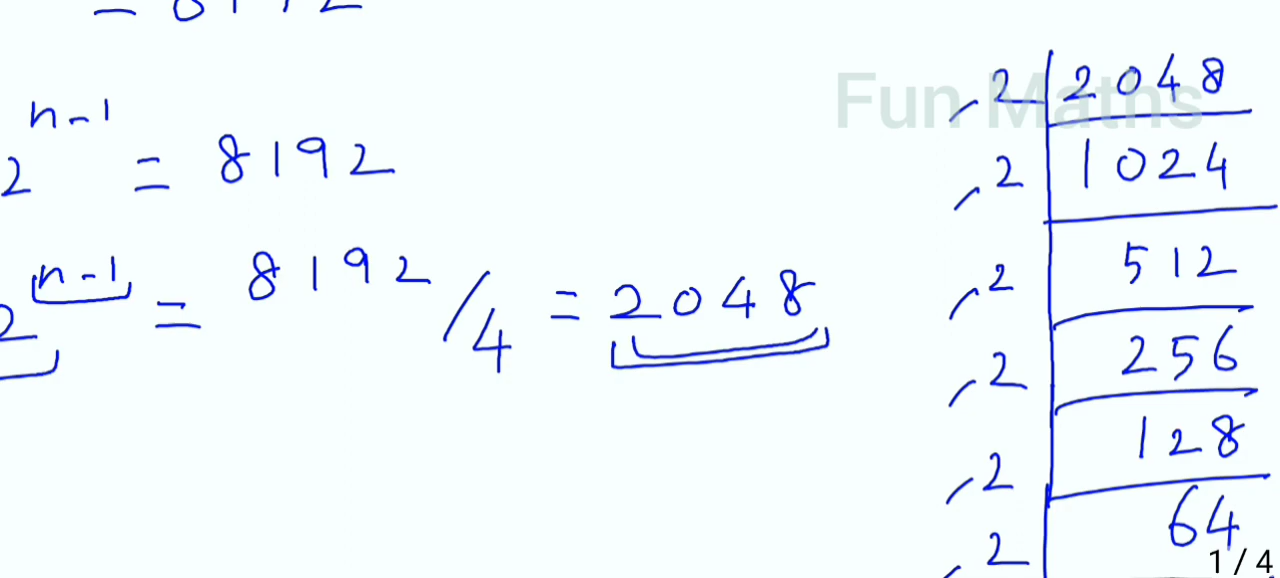 = 8192
2^(n-1) = 8192
2^(n-1) = 8192/4 = 2048
Fun Maths
2 | 2048
2 | 1024
2 | 512
2 | 256
2 | 128
2 | 64
1 / 4